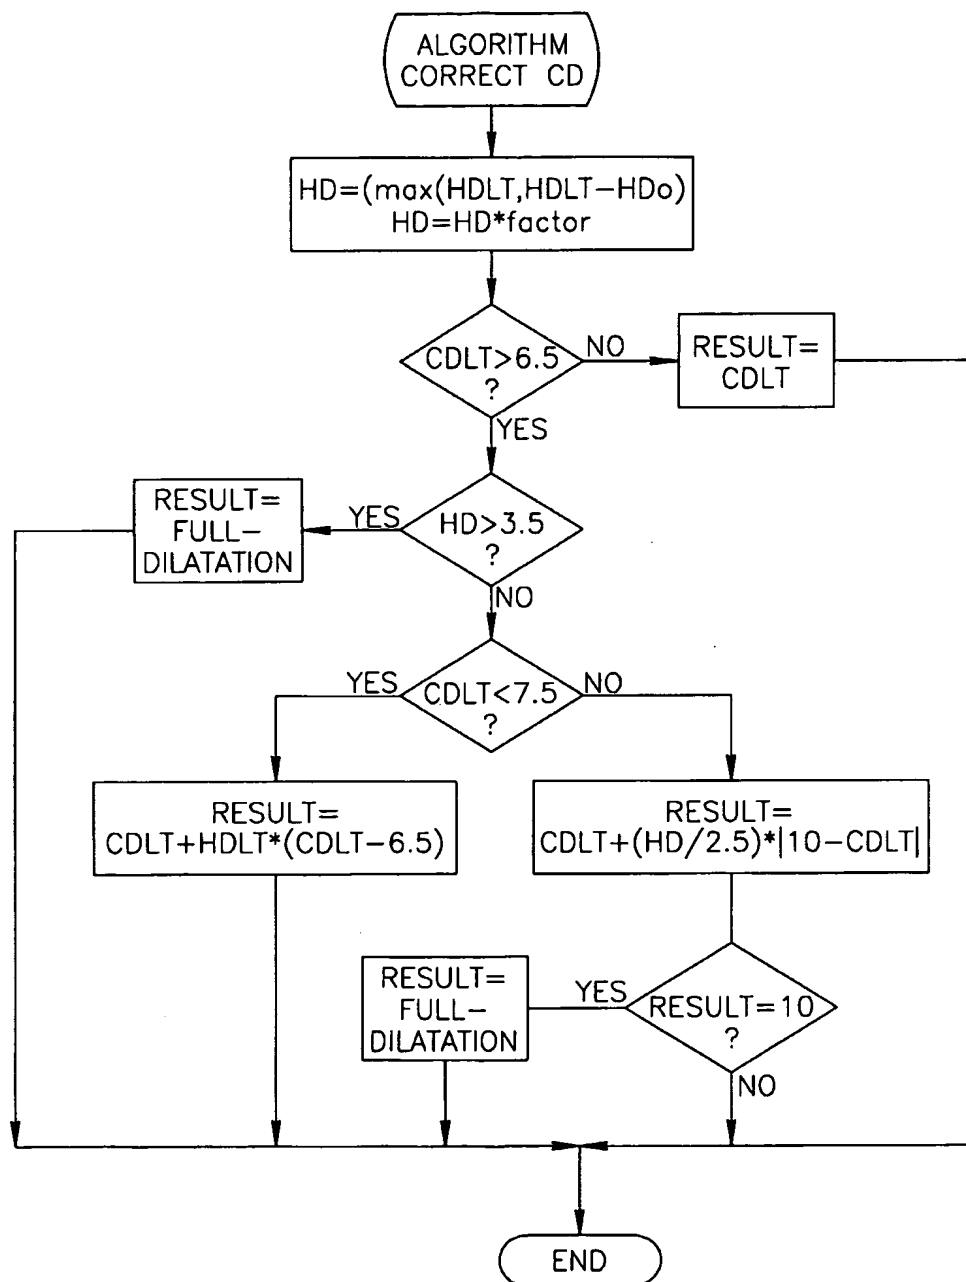 ALGORITHM
CORRECT CD
HD=(max(HDLT,HDLT-HDo)
HD=HD*factor
CDLT>6.5
?
NO
RESULT=
CDLT
YES
HD>3.5
?
YES
RESULT=
FULL-
DILATATION
NO
CDLT<7.5
?
YES
NO
RESULT=
CDLT+HDLT*(CDLT-6.5)
RESULT=
CDLT+(HD/2.5)*|10-CDLT|
RESULT=10
?
YES
RESULT=
FULL-
DILATATION
NO
END